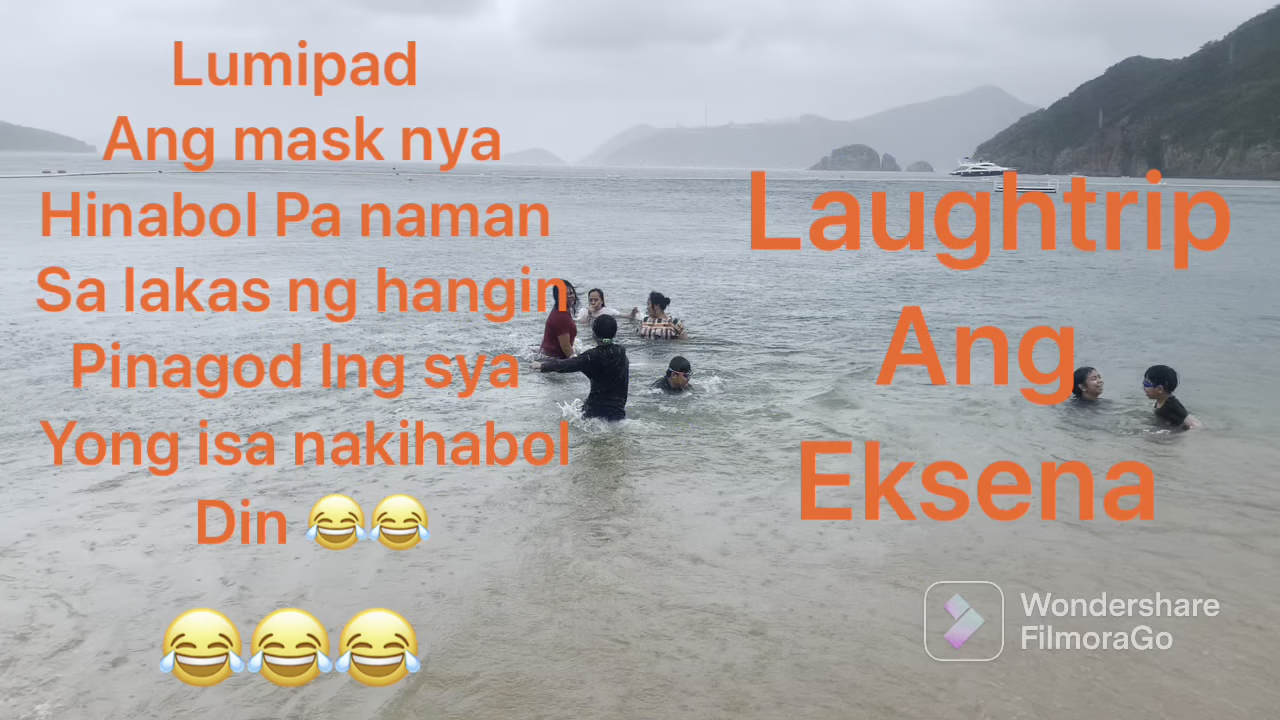 Lumipad
Ang mask nya
Hinabol Pa naman
Sa lakas ng hangin
Pinagod lng sya
Yong isa nakihabol
Din 😂😂
😂😂😂
Laughtrip
Ang
Eksena
Wondershare
FilmoraGo